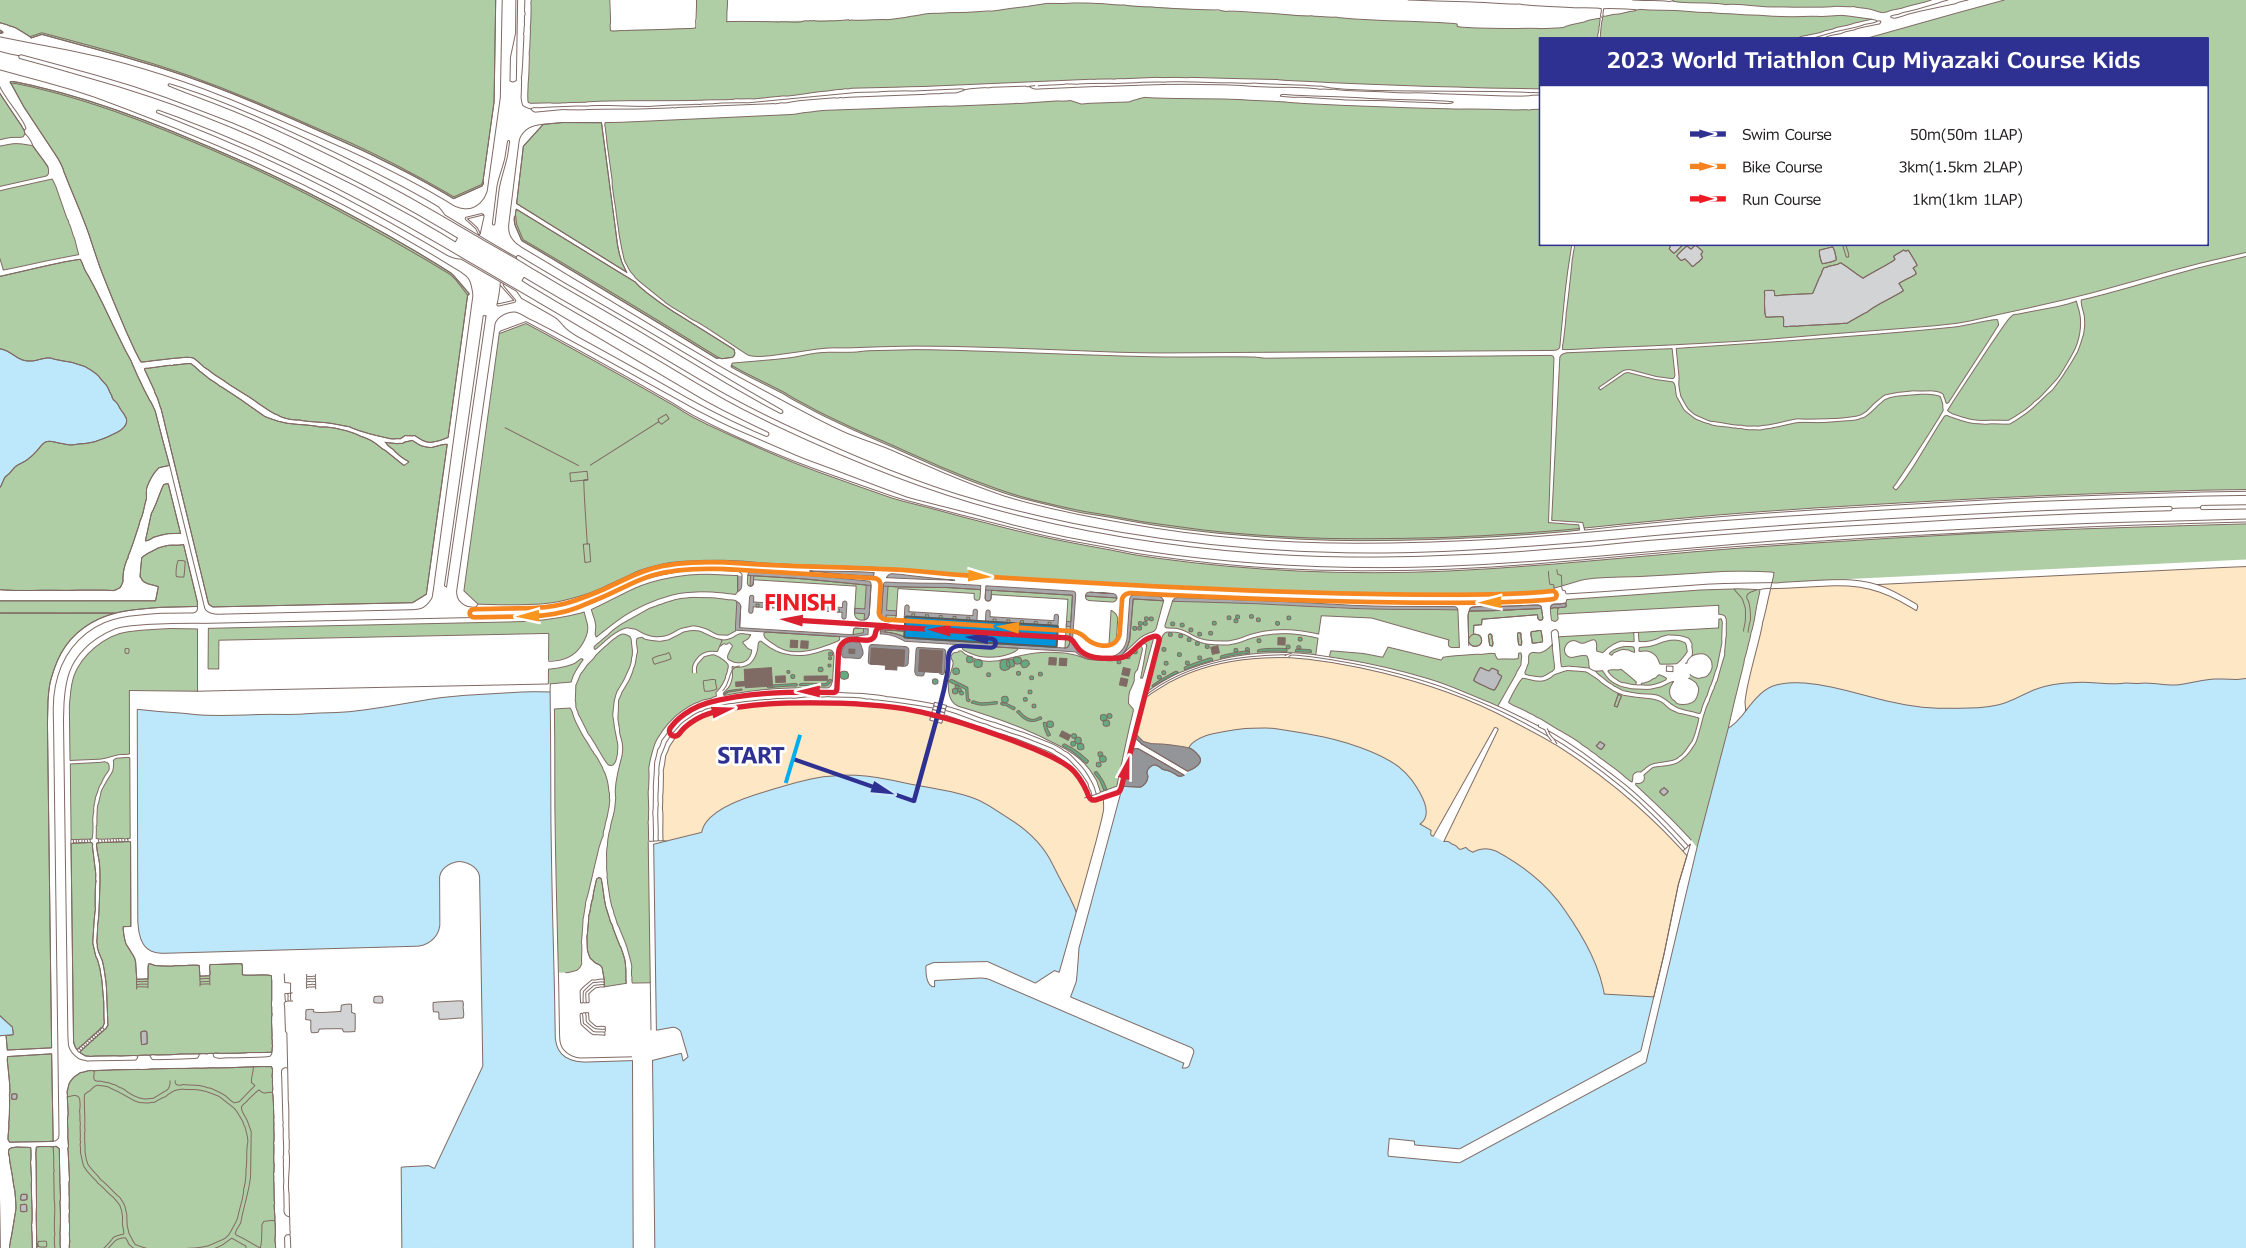 2023 World Triathlon Cup Miyazaki Course Kids
Swim Course 50m(50m 1LAP)
Bike Course 3km(1.5km 2LAP)
Run Course 1km(1km 1LAP)
FINISH
START